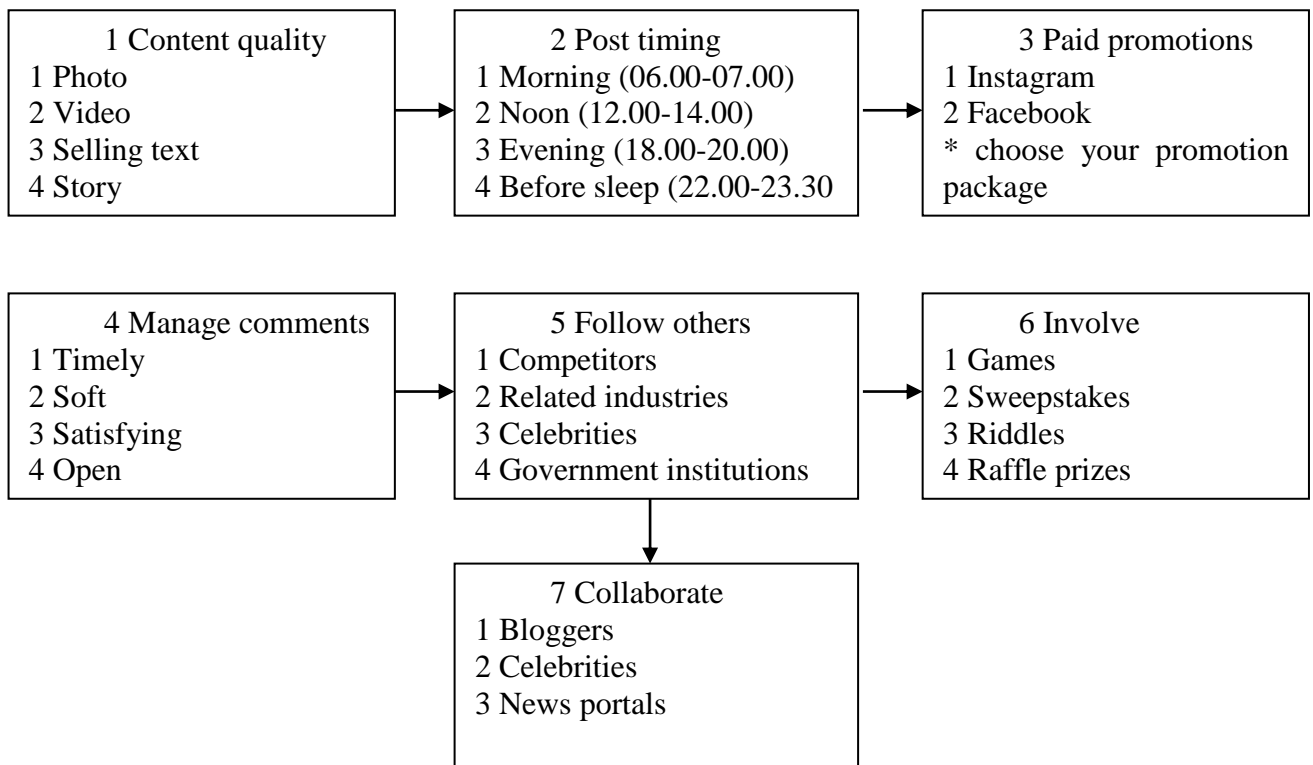 1 Content quality
1 Photo
2 Video
3 Selling text
4 Story
2 Post timing
1 Morning (06.00-07.00)
2 Noon (12.00-14.00)
3 Evening (18.00-20.00)
4 Before sleep (22.00-23.30
3 Paid promotions
1 Instagram
2 Facebook
* choose your promotion
package
4 Manage comments
1 Timely
2 Soft
3 Satisfying
4 Open
5 Follow others
1 Competitors
2 Related industries
3 Celebrities
4 Government institutions
6 Involve
1 Games
2 Sweepstakes
3 Riddles
4 Raffle prizes
7 Collaborate
1 Bloggers
2 Celebrities
3 News portals